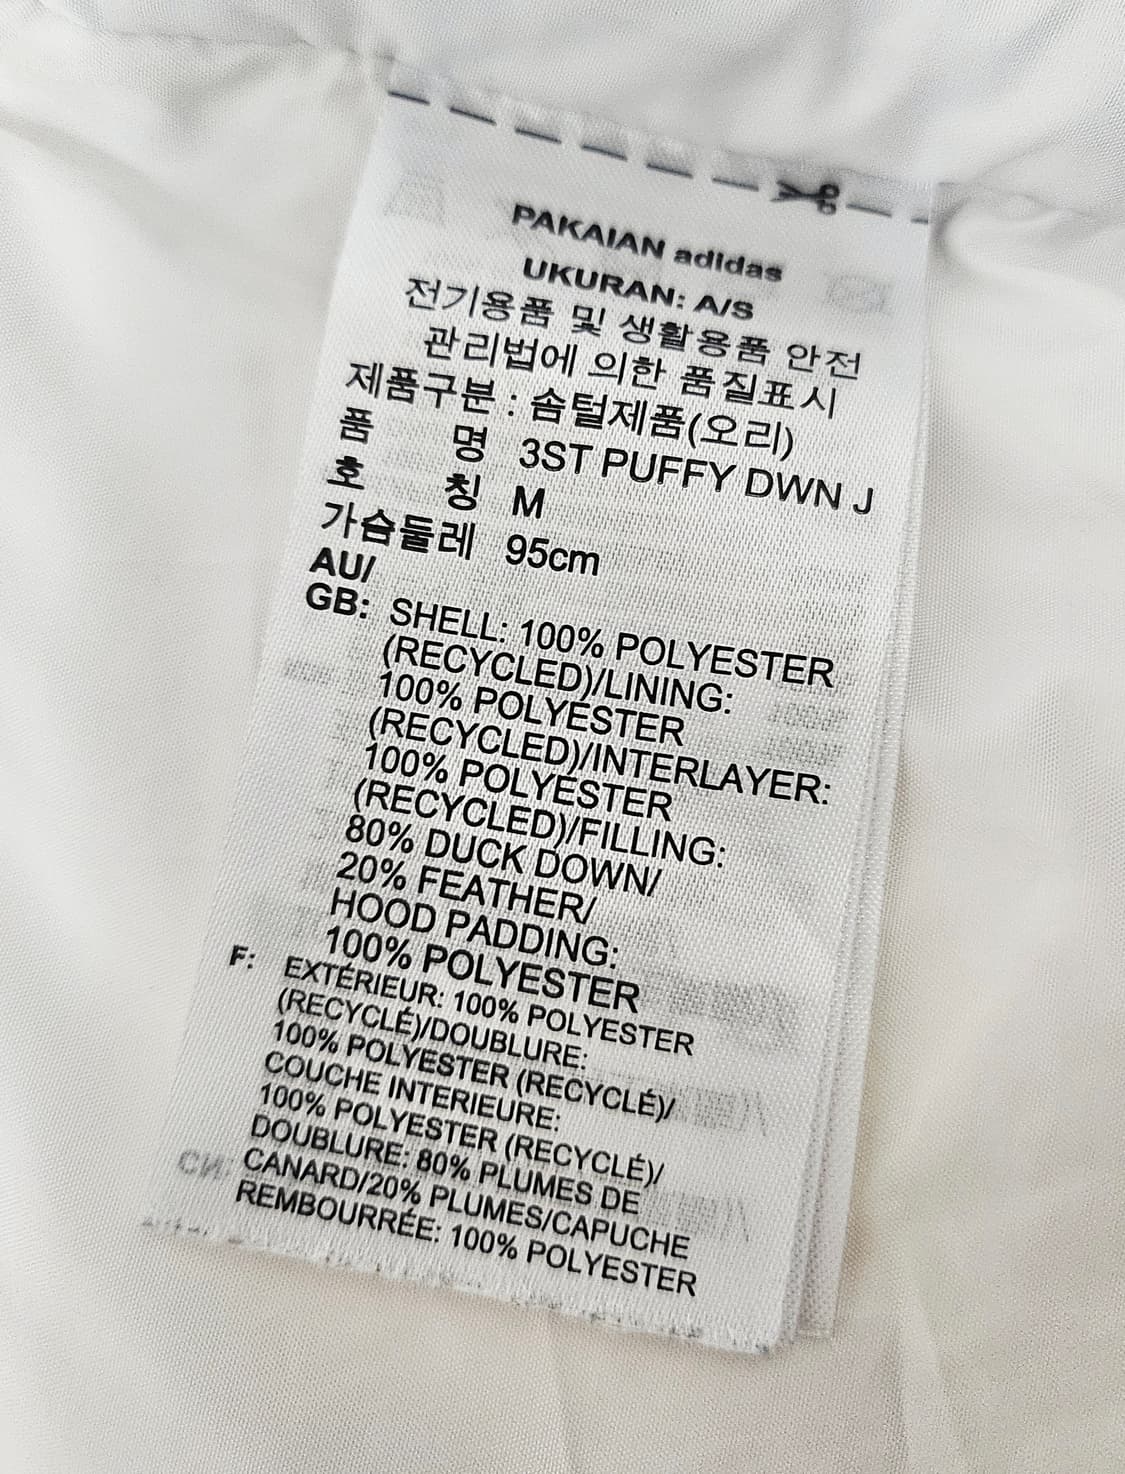 PAKAIAN adidas
UKURAN: A/S
전기용품 및 생활용품 안전
관리법에 의한 품질표시
제품구분 : 솜털제품(오리)
품 명 3ST PUFFY DWN J
호 칭 M
가슴둘레 95cm
AU/
GB: SHELL: 100% POLYESTER
(RECYCLED)/LINING:
100% POLYESTER
(RECYCLED)/INTERLAYER:
100% POLYESTER
(RECYCLED)/FILLING:
80% DUCK DOWN/
20% FEATHER/
HOOD PADDING:
100% POLYESTER
F: EXTÉRIEUR: 100% POLYESTER
(RECYCLÉ)/DOUBLURE:
100% POLYESTER (RECYCLÉ)/
COUCHE INTERIEURE:
100% POLYESTER (RECYCLÉ)/
DOUBLURE: 80% PLUMES DE
CANARD/20% PLUMES/CAPUCHE
REMBOURRÉE: 100% POLYESTER